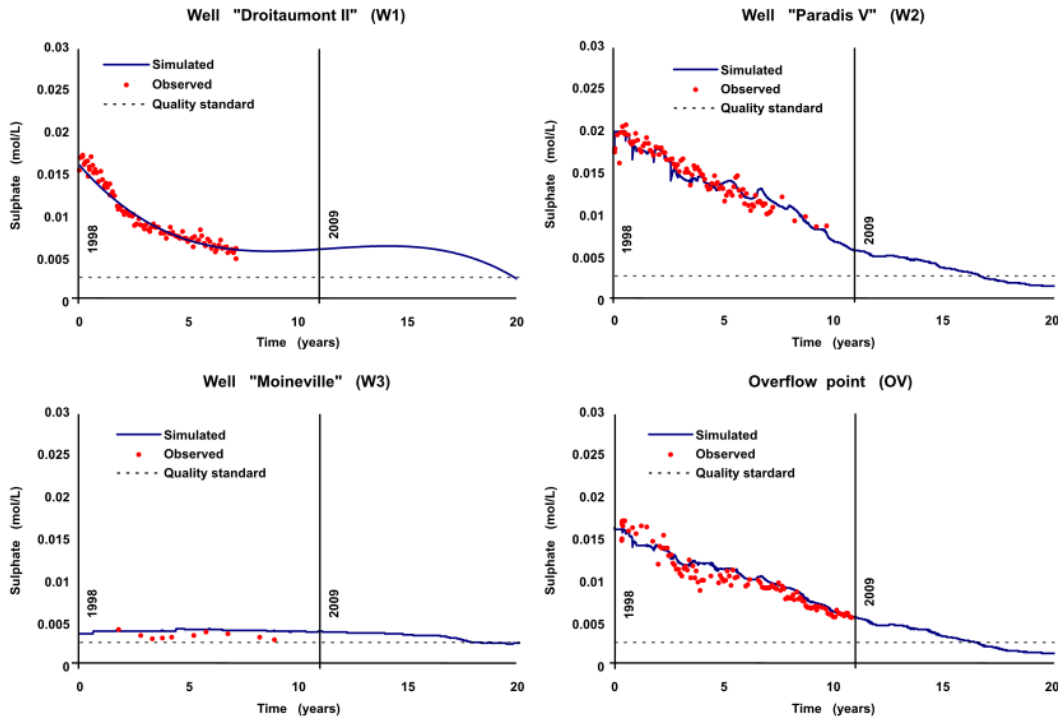 Well "Droitaumont II" (W1)
0.03
0.025
0.02
0.015
0.01
0.005
0
Sulphate (mol/L)
Simulated
Observed
Quality standard
1998
2009
0 5 10 15 20
Time (years)
Well "Paradis V" (W2)
0.03
0.025
0.02
0.015
0.01
0.005
0
Sulphate (mol/L)
Simulated
Observed
Quality standard
1998
2009
0 5 10 15 20
Time (years)
Well "Moineville" (W3)
0.03
0.025
0.02
0.015
0.01
0.005
0
Sulphate (mol/L)
Simulated
Observed
Quality standard
1998
2009
0 5 10 15 20
Time (years)
Overflow point (OV)
0.03
0.025
0.02
0.015
0.01
0.005
0
Sulphate (mol/L)
Simulated
Observed
Quality stardard
1998
2009
0 5 10 15 20
Time (years)